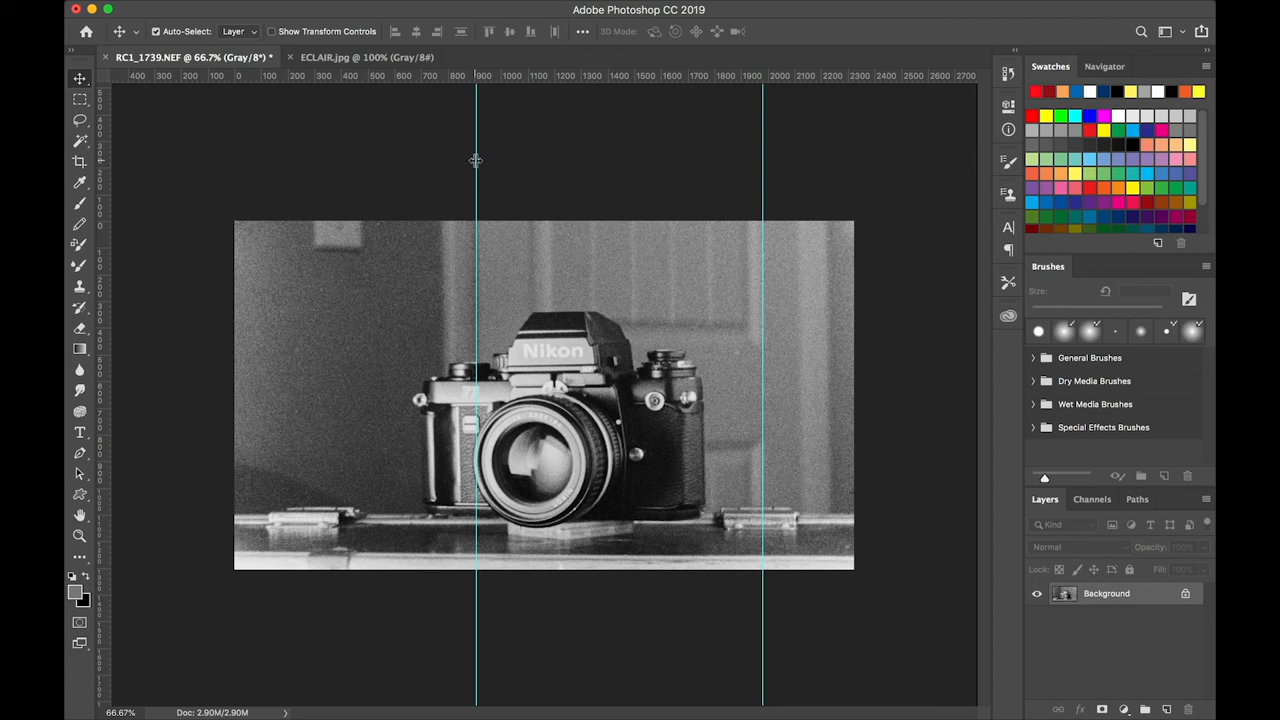 Adobe Photoshop CC 2019
Auto-Select: Layer Show Transform Controls 3D Mode:
RC1_1739.NEF @ 66.7% (Gray/8*) * ECLAIR.jpg @ 100% (Gray/8#)
400 300 200 100 0 100 200 300 400 500 600 700 800 900 1000 1100 1200 1300 1400 1500 1600 1700 1800 1900 2000 2100 2200 2300 2400 2500 2600 2700
Swatches Navigator
Nikon
Brushes
Size:
General Brushes
Dry Media Brushes
Wet Media Brushes
Special Effects Brushes
Layers Channels Paths
Kind
Normal Opacity: 100%
Lock: Fill: 100%
Background
66.67% Doc: 2.90M/2.90M